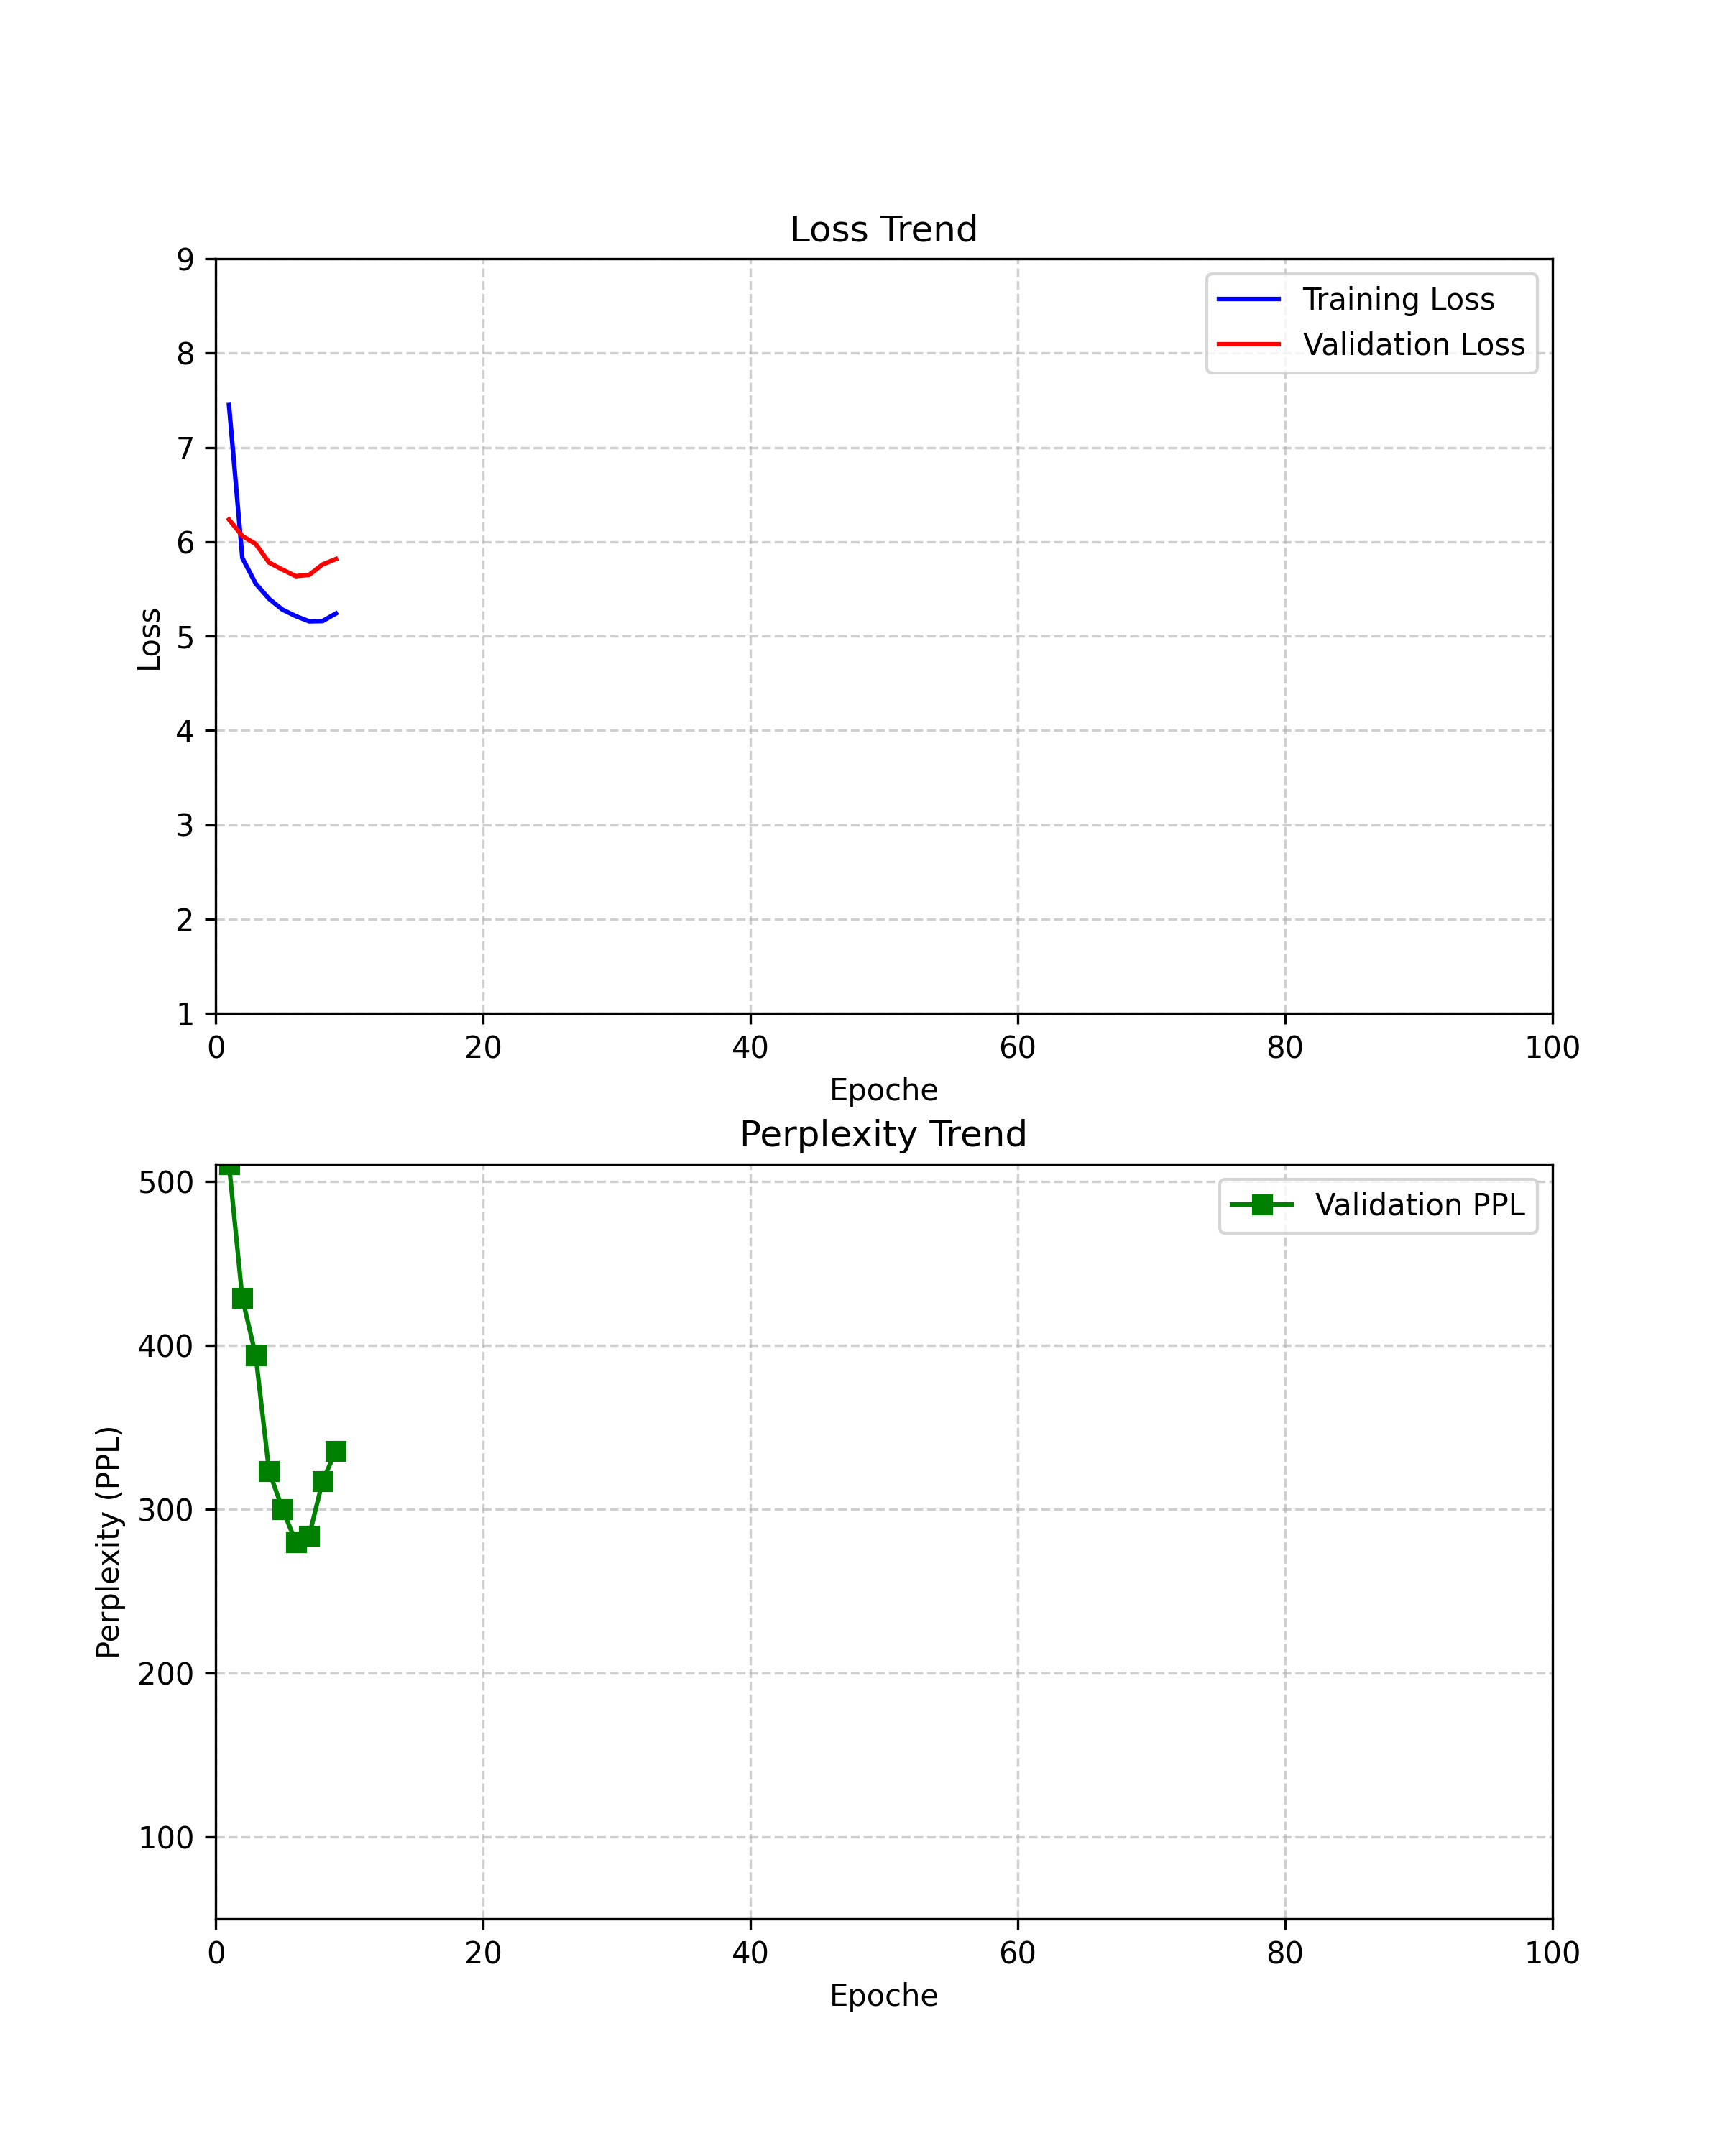 Loss Trend
9
8
7
6
5
4
3
2
1
Loss
Training Loss
Validation Loss
0 20 40 60 80 100
Epoche
Perplexity Trend
500
400
300
200
100
Perplexity (PPL)
Validation PPL
0 20 40 60 80 100
Epoche